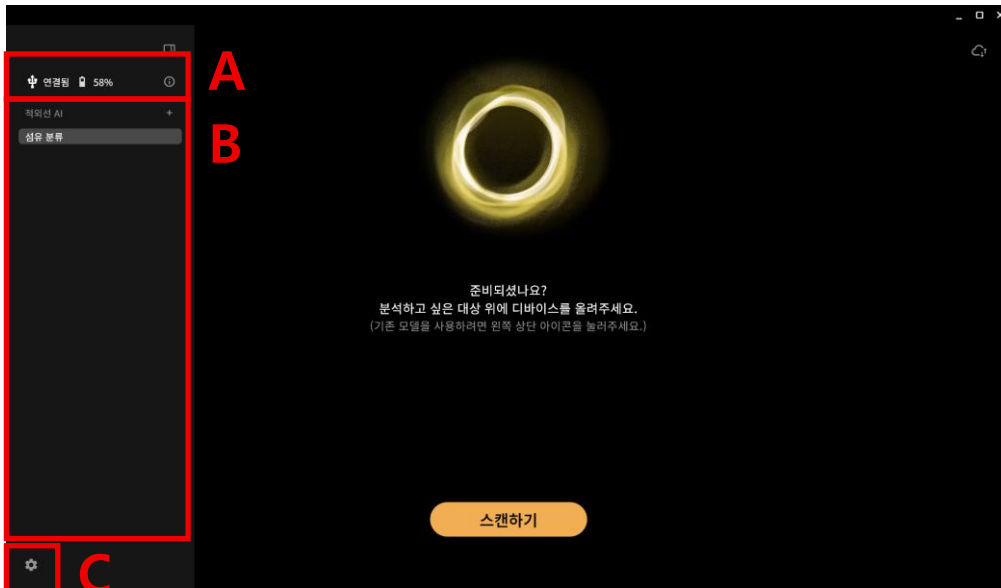 연결됨 58%
A
적외선 AI +
섬유 분류
B
준비되셨나요?
분석하고 싶은 대상 위에 디바이스를 올려주세요.
(기존 모델을 사용하려면 왼쪽 상단 아이콘을 눌러주세요.)
스캔하기
C